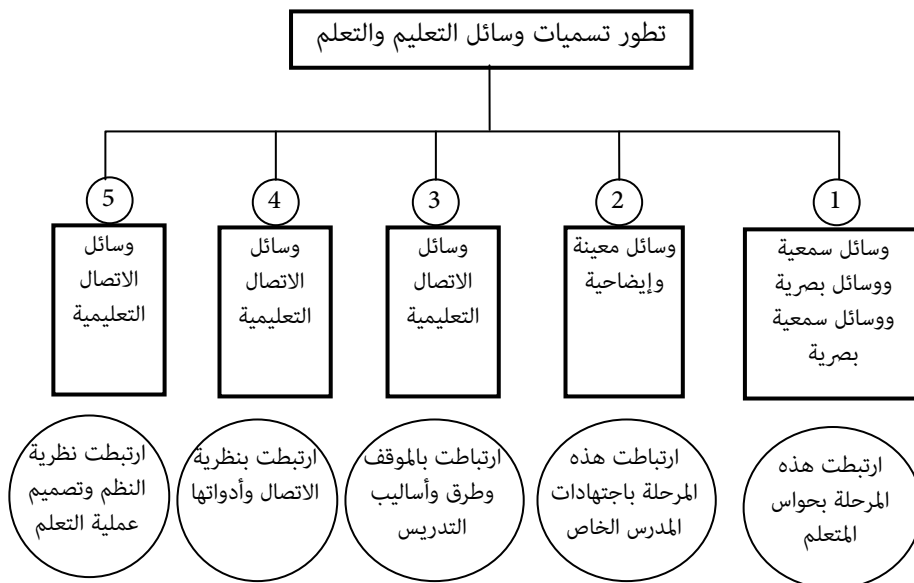 تطور تسميات وسائل التعليم والتعلم
1
وسائل سمعية
ووسائل بصرية
ووسائل سمعية
بصرية
ارتبطت هذه
المرحلة بحواس
المتعلم
2
وسائل معينة
وإيضاحية
ارتباطت هذه
المرحلة باجتهادات
المدرس الخاص
3
وسائل
الاتصال
التعليمية
ارتباطت بالموقف
وطرق وأساليب
التدريس
4
وسائل
الاتصال
التعليمية
ارتبطت بنظرية
الاتصال وأدواتها
5
وسائل
الاتصال
التعليمية
ارتبطت نظرية
النظم وتصميم
عملية التعلم